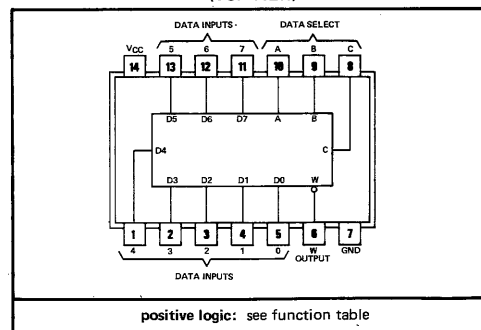 DATA INPUTS DATA SELECT
VCC 5 6 7 A B C
14 13 12 11 10 9 8
D5 D6 D7 A B
D4 C
D3 D2 D1 D0 W
1 2 3 4 5 6 7
4 3 2 1 0 W GND
OUTPUT
DATA INPUTS
positive logic: see function table